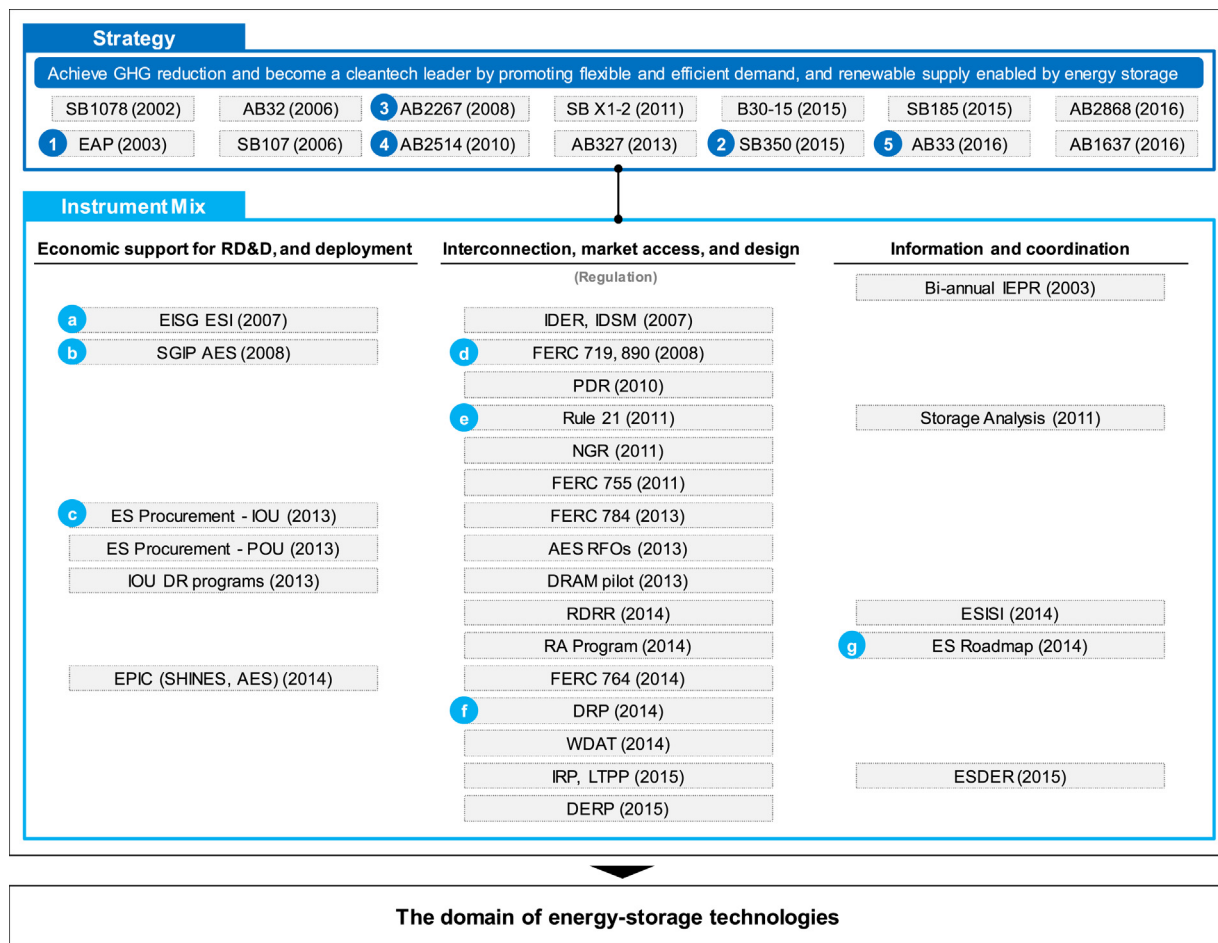 Strategy
Achieve GHG reduction and become a cleantech leader by promoting flexible and efficient demand, and renewable supply enabled by energy storage
SB1078 (2002) AB32 (2006) 3 AB2267 (2008) SB X1-2 (2011) B30-15 (2015) SB185 (2015) AB2868 (2016)
1 EAP (2003) SB107 (2006) 4 AB2514 (2010) AB327 (2013) 2 SB350 (2015) 5 AB33 (2016) AB1637 (2016)
Instrument Mix
Economic support for RD&D, and deployment
a EISG ESI (2007)
b SGIP AES (2008)
c ES Procurement - IOU (2013)
ES Procurement - POU (2013)
IOU DR programs (2013)
EPIC (SHINES, AES) (2014)
Interconnection, market access, and design
(Regulation)
IDER, IDSM (2007)
d FERC 719, 890 (2008)
PDR (2010)
e Rule 21 (2011)
NGR (2011)
FERC 755 (2011)
FERC 784 (2013)
AES RFOs (2013)
DRAM pilot (2013)
RDRR (2014)
RA Program (2014)
FERC 764 (2014)
f DRP (2014)
WDAT (2014)
IRP, LTPP (2015)
DERP (2015)
Information and coordination
Bi-annual IEPR (2003)
Storage Analysis (2011)
ESISI (2014)
g ES Roadmap (2014)
ESDER (2015)
The domain of energy-storage technologies